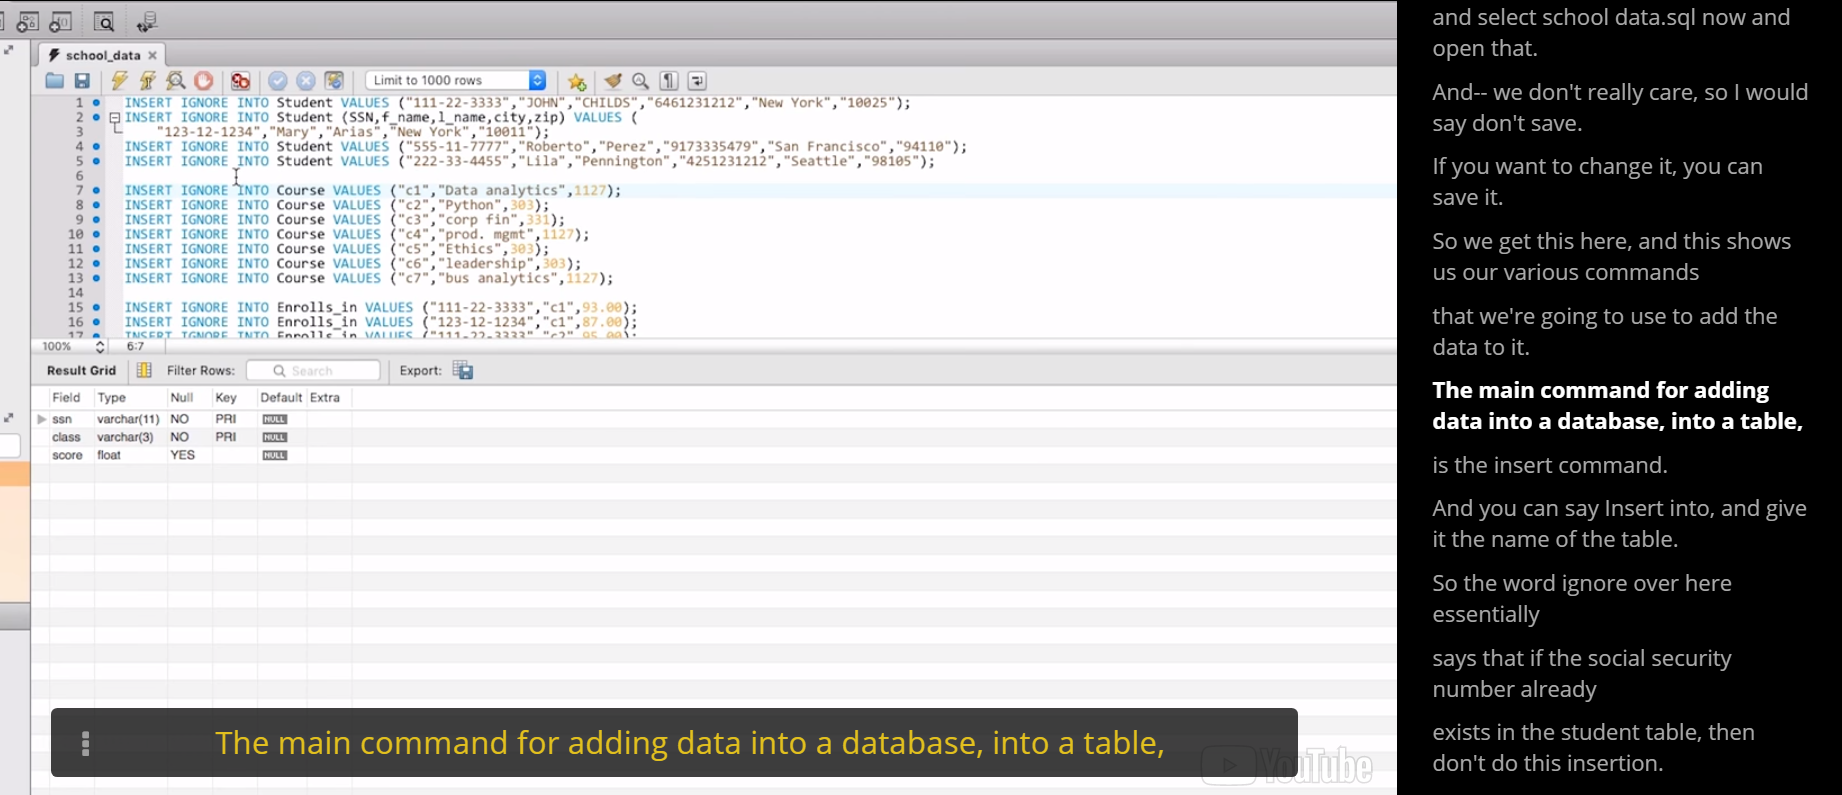 school_data
Limit to 1000 rows
1 INSERT IGNORE INTO Student VALUES ("111-22-3333","JOHN","CHILDS","6461231212","New York","10025");
2 INSERT IGNORE INTO Student (SSN,f_name,l_name,city,zip) VALUES (
3 "123-12-1234","Mary","Arias","New York","10011");
4 INSERT IGNORE INTO Student VALUES ("555-11-7777","Roberto","Perez","9173335479","San Francisco","94110");
5 INSERT IGNORE INTO Student VALUES ("222-33-4455","Lila","Pennington","4251231212","Seattle","98105");
6
7 INSERT IGNORE INTO Course VALUES ("c1","Data analytics",1127);
8 INSERT IGNORE INTO Course VALUES ("c2","Python",303);
9 INSERT IGNORE INTO Course VALUES ("c3","corp fin",331);
10 INSERT IGNORE INTO Course VALUES ("c4","prod. mgmt",1127);
11 INSERT IGNORE INTO Course VALUES ("c5","Ethics",303);
12 INSERT IGNORE INTO Course VALUES ("c6","leadership",303);
13 INSERT IGNORE INTO Course VALUES ("c7","bus analytics",1127);
14
15 INSERT IGNORE INTO Enrolls_in VALUES ("111-22-3333","c1",93.00);
16 INSERT IGNORE INTO Enrolls_in VALUES ("123-12-1234","c1",87.00);
17 INSERT IGNORE INTO Enrolls_in VALUES ("111-22-3333","c2",95.00);
100% 6:7
Result Grid Filter Rows: Search Export:
Field Type Null Key Default Extra
ssn varchar(11) NO PRI NULL
class varchar(3) NO PRI NULL
score float YES NULL
The main command for adding data into a database, into a table,
YouTube
and select school data.sql now and
open that.
And-- we don't really care, so I would
say don't save.
If you want to change it, you can
save it.
So we get this here, and this shows
us our various commands
that we're going to use to add the
data to it.
The main command for adding
data into a database, into a table,
is the insert command.
And you can say Insert into, and give
it the name of the table.
So the word ignore over here
essentially
says that if the social security
number already
exists in the student table, then
don't do this insertion.